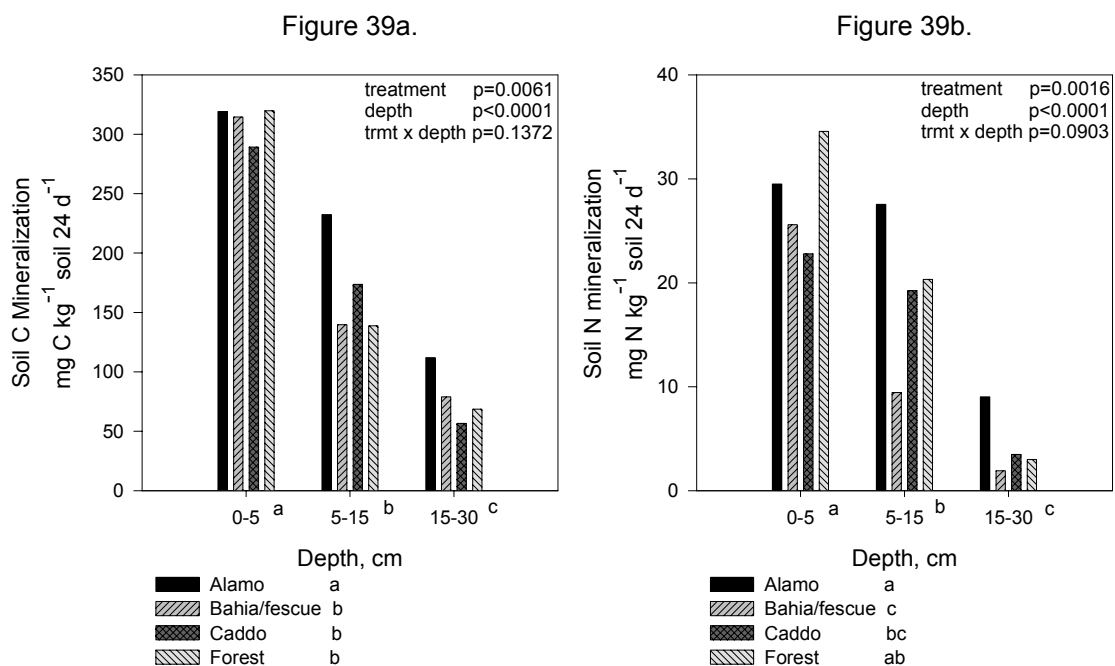 Figure 39a.
350
300
250
200
150
100
50
0
Soil C Mineralization
mg C kg⁻¹ soil 24 d⁻¹
treatment p=0.0061
depth p<0.0001
trmt x depth p=0.1372
0-5 a
5-15 b
15-30 c
Depth, cm
Alamo a
Bahia/fescue b
Caddo b
Forest b
Figure 39b.
40
30
20
10
0
Soil N mineralization
mg N kg⁻¹ soil 24 d⁻¹
treatment p=0.0016
depth p<0.0001
trmt x depth p=0.0903
0-5 a
5-15 b
15-30 c
Depth, cm
Alamo a
Bahia/fescue c
Caddo bc
Forest ab